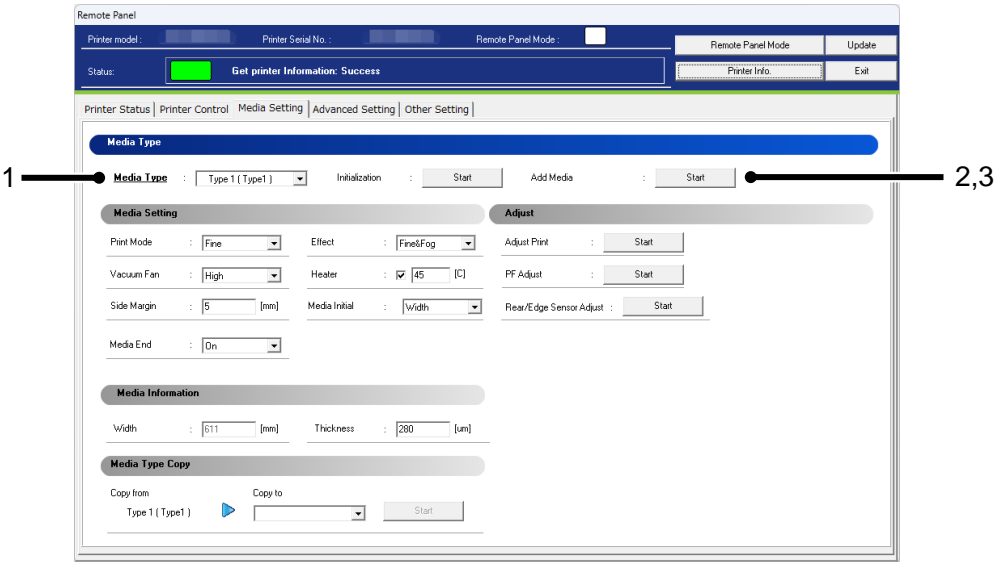 Remote Panel
Printer model : Printer Serial No. : Remote Panel Mode : Remote Panel Mode Update
Status: Get printer Information: Success Printer Info. Exit
Printer Status Printer Control Media Setting Advanced Setting Other Setting
Media Type
1 Media Type : Type 1 ( Type1 ) Initialization : Start Add Media : Start 2,3
Media Setting Adjust
Print Mode : Fine Effect : Fine&Fog Adjust Print : Start
Vacuum Fan : High Heater : 45 [C] PF Adjust : Start
Side Margin : 5 [mm] Media Initial : Width Rear/Edge Sensor Adjust : Start
Media End : On
Media Information
Width : 611 [mm] Thickness : 280 [um]
Media Type Copy
Copy from Copy to
Type 1 ( Type1 ) Start